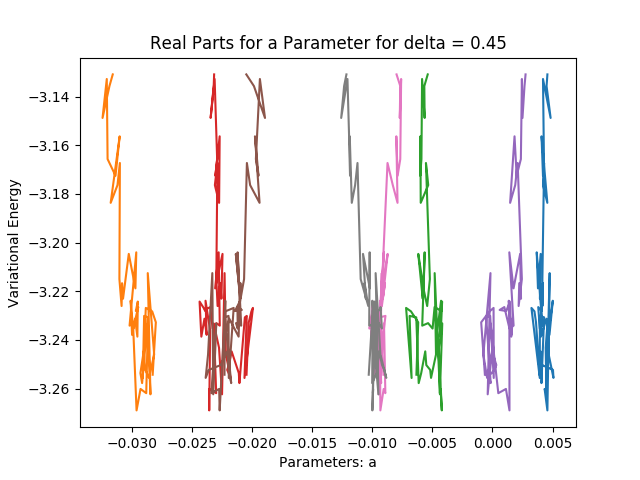 Real Parts for a Parameter for delta = 0.45
Variational Energy
−3.14
−3.16
−3.18
−3.20
−3.22
−3.24
−3.26
−0.030 −0.025 −0.020 −0.015 −0.010 −0.005 0.000 0.005
Parameters: a